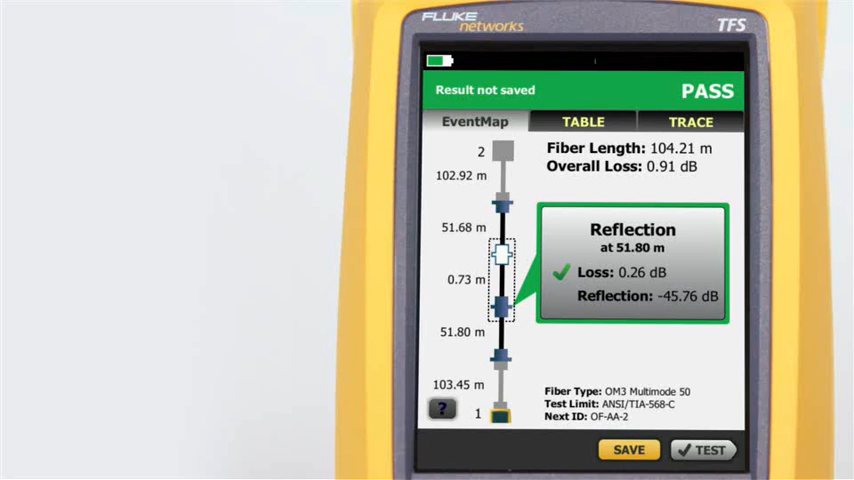 FLUKE
networks
TFS
Result not saved
PASS
EventMap
TABLE
TRACE
2
102.92 m
51.68 m
0.73 m
51.80 m
103.45 m
1
?
Fiber Length: 104.21 m
Overall Loss: 0.91 dB
Reflection
at 51.80 m
Loss: 0.26 dB
Reflection: -45.76 dB
Fiber Type: OM3 Multimode 50
Test Limit: ANSI/TIA-568-C
Next ID: OF-AA-2
SAVE
TEST